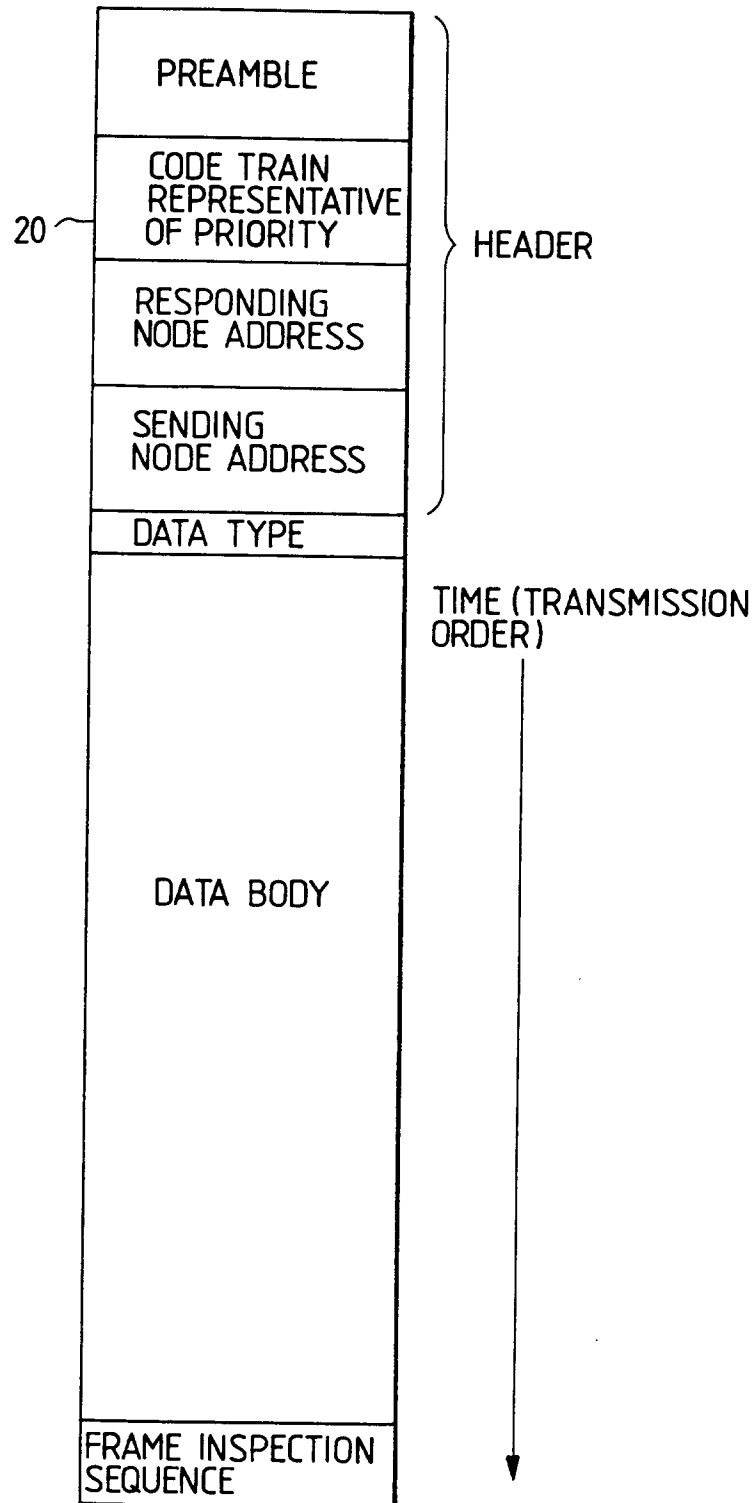 PREAMBLE
CODE TRAIN
REPRESENTATIVE
OF PRIORITY
20
HEADER
RESPONDING
NODE ADDRESS
SENDING
NODE ADDRESS
DATA TYPE
TIME (TRANSMISSION
ORDER)
DATA BODY
FRAME INSPECTION
SEQUENCE